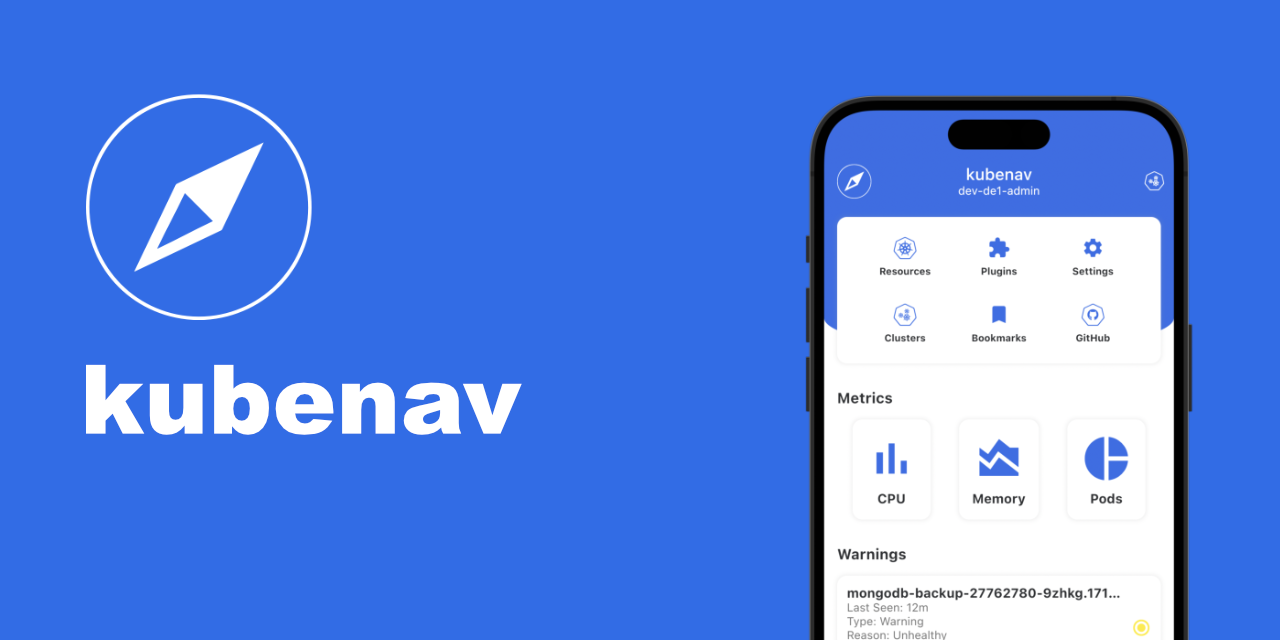 kubenav
kubenav
dev-de1-admin
Resources
Plugins
Settings
Clusters
Bookmarks
GitHub
Metrics
CPU
Memory
Pods
Warnings
mongodb-backup-27762780-9zhkg.171...
Last Seen: 12m
Type: Warning
Reason: Unhealthy